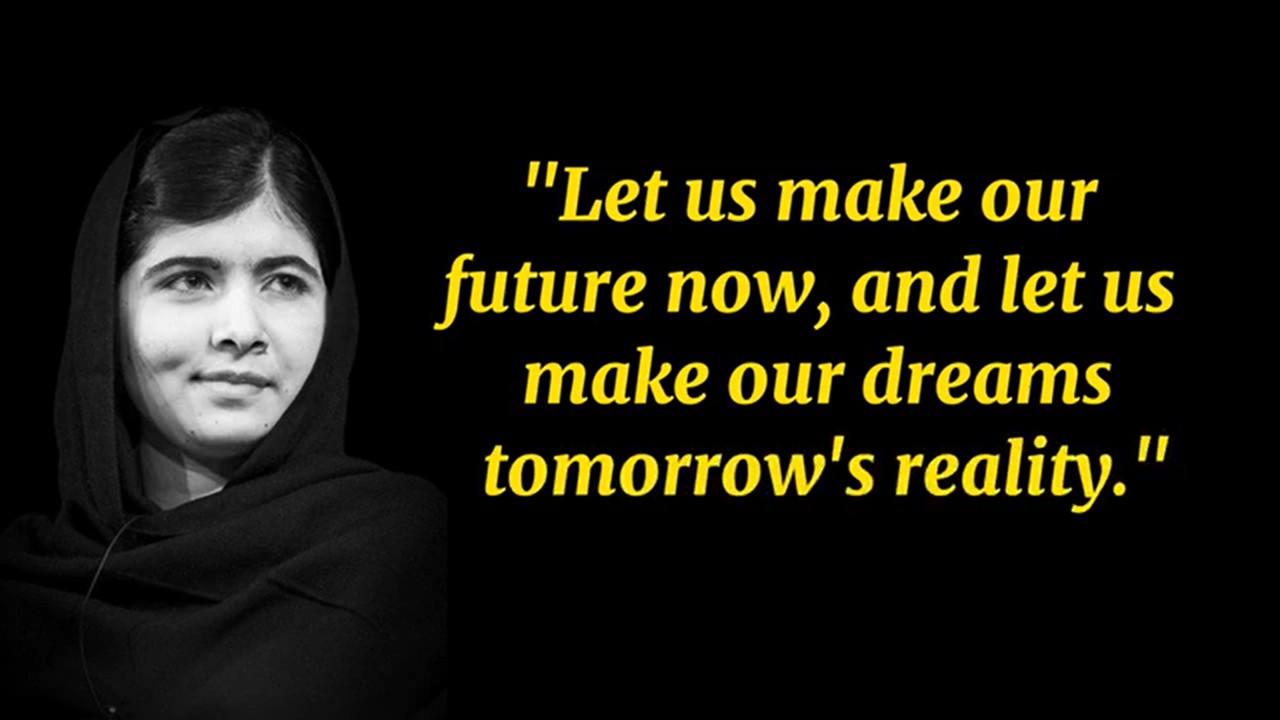 "Let us make our
future now, and let us
make our dreams
tomorrow's reality."